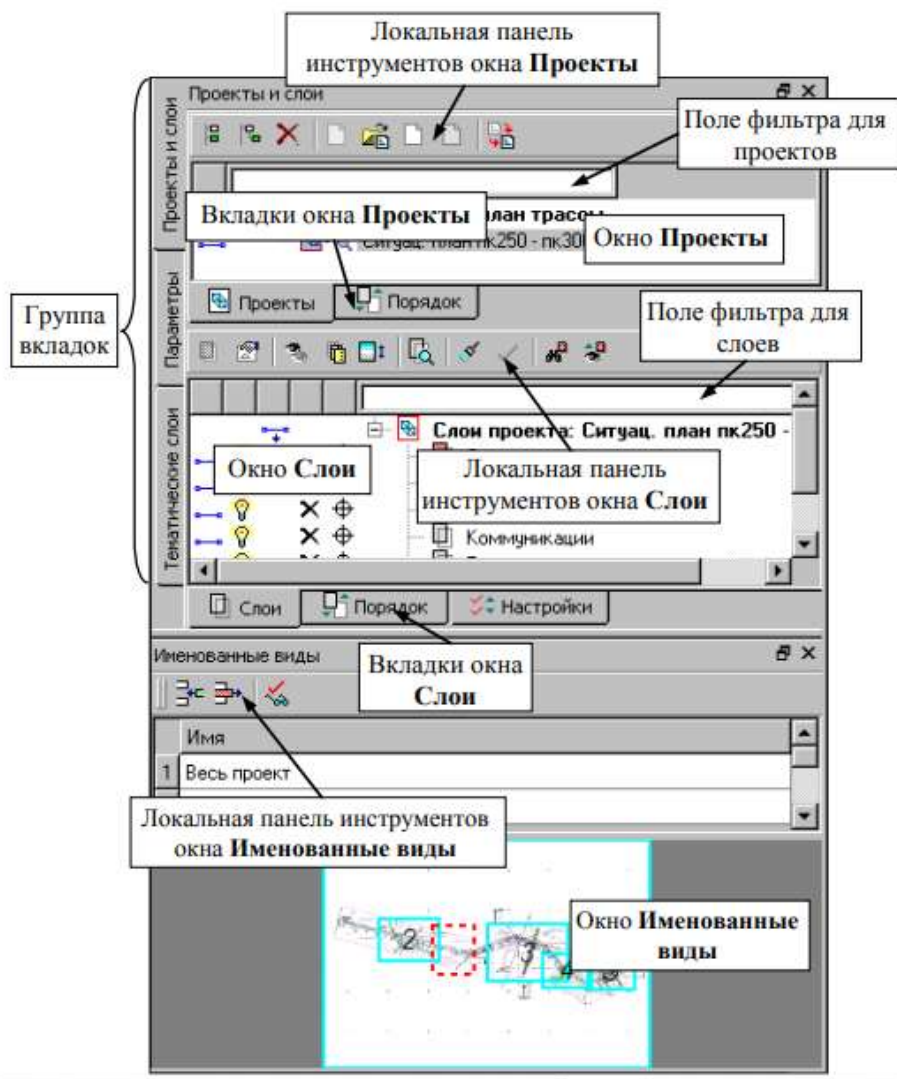 Локальная панель
инструментов окна Проекты
Проекты и слои
Проекты и слои
Поле фильтра для
проектов
Вкладки окна Проекты
план трассы
Ситуац. план пк250 - пк300
Окно Проекты
Проекты
Порядок
Группа
вкладок
Параметры
Поле фильтра для
слоев
Тематические слои
Слои проекта: Ситуац. план пк250 -
Окно Слои
Локальная панель
инструментов окна Слои
Коммуникации
Слои
Порядок
Настройки
Вкладки окна
Слои
Именованные виды
Имя
1 Весь проект
Локальная панель инструментов
окна Именованные виды
Окно Именованные
виды
2
3
4